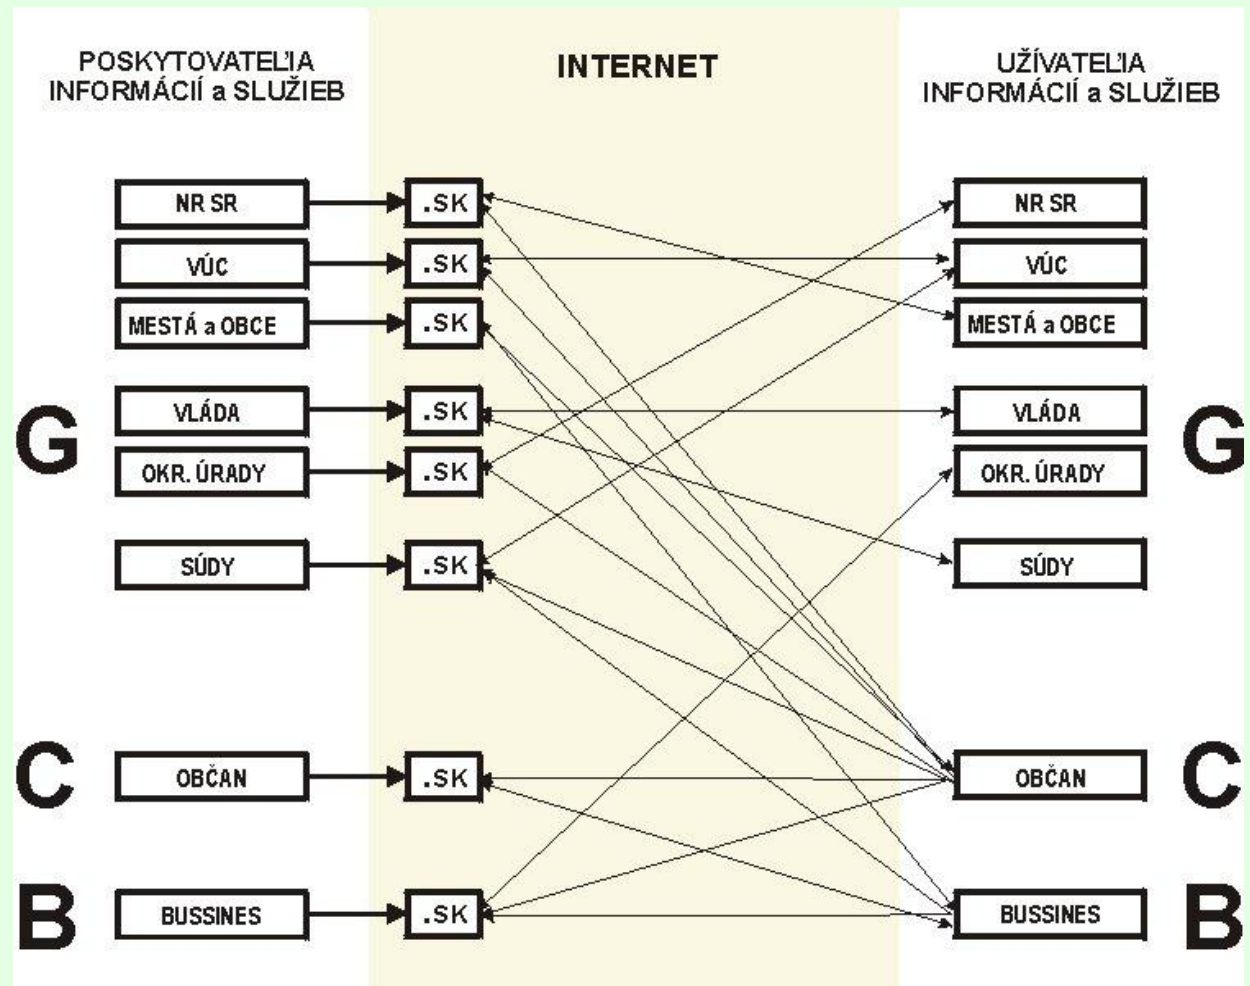 POSKYTOVATEĽIA
INFORMÁCIÍ a SLUŽIEB
INTERNET
UŽÍVATEĽIA
INFORMÁCIÍ a SLUŽIEB
NR SR
.SK
NR SR
VÚC
.SK
VÚC
MESTÁ a OBCE
.SK
MESTÁ a OBCE
G
VLÁDA
.SK
VLÁDA
G
OKR. ÚRADY
.SK
OKR. ÚRADY
SÚDY
.SK
SÚDY
C
OBČAN
.SK
OBČAN
C
B
BUSSINES
.SK
BUSSINES
B